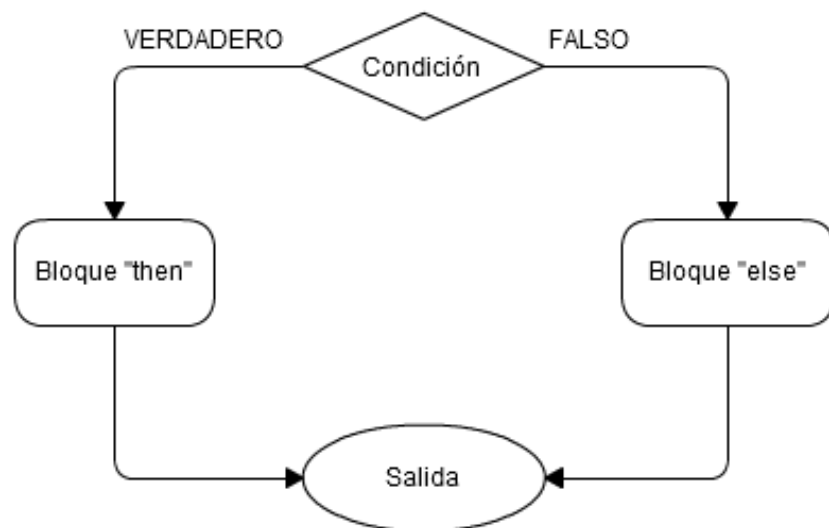 VERDADERO
FALSO
Condición
Bloque "then"
Bloque "else"
Salida